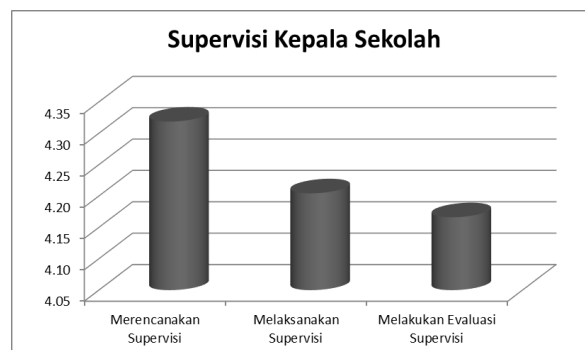 Supervisi Kepala Sekolah
4.35
4.30
4.25
4.20
4.15
4.10
4.05
Merencanakan
Supervisi
Melaksanakan
Supervisi
Melakukan Evaluasi
Supervisi